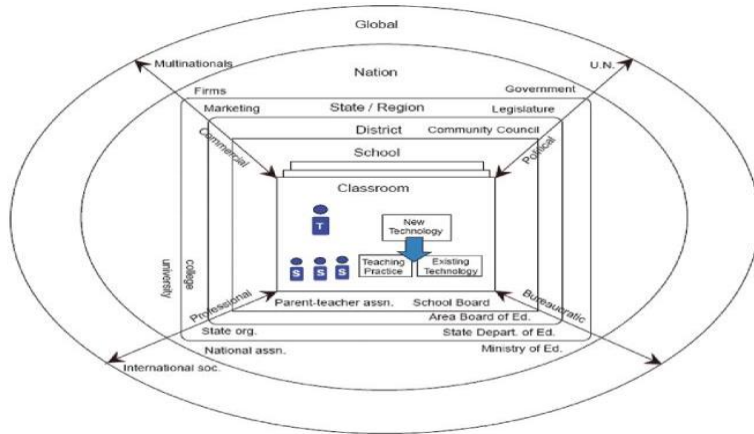 Global
Multinationals
U.N.
Nation
Firms
Government
Marketing
State / Region
Legislature
District
Community Council
Commercial
Political
School
Classroom
T
New
Technology
S S S
Teaching
Practice
Existing
Technology
college
university
Professional
Bureaucratic
Parent-teacher assn.
School Board
Area Board of Ed.
State org.
State Depart. of Ed.
National assn.
Ministry of Ed.
International soc.